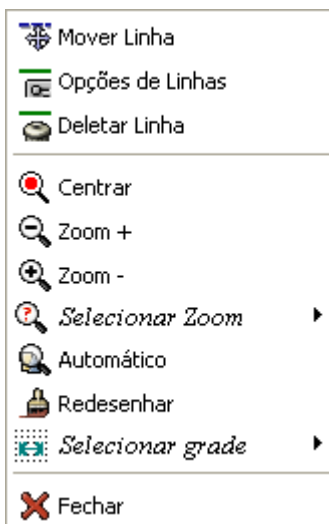 Mover Linha
Opções de Linhas
Deletar Linha
Centrar
Zoom +
Zoom -
Selecionar Zoom
Automático
Redesenhar
Selecionar grade
Fechar